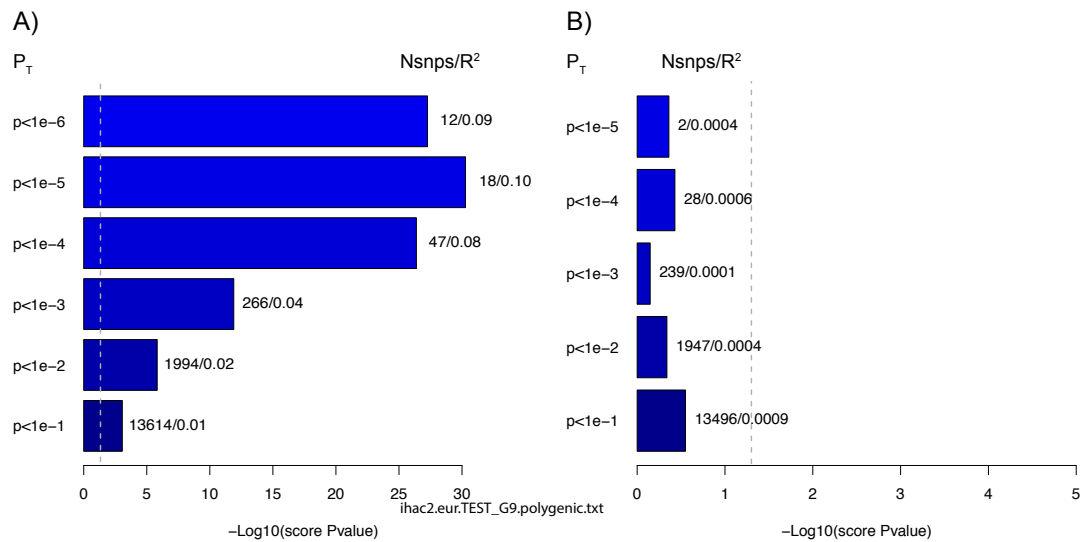 A)
P_T Nsnps/R²
p<1e−6 12/0.09
p<1e−5 18/0.10
p<1e−4 47/0.08
p<1e−3 266/0.04
p<1e−2 1994/0.02
p<1e−1 13614/0.01
0 5 10 15 20 25 30
−Log10(score Pvalue)
ihac2.eur.TEST_G9.polygenic.txt
B)
P_T Nsnps/R²
p<1e−5 2/0.0004
p<1e−4 28/0.0006
p<1e−3 239/0.0001
p<1e−2 1947/0.0004
p<1e−1 13496/0.0009
0 1 2 3 4 5
−Log10(score Pvalue)